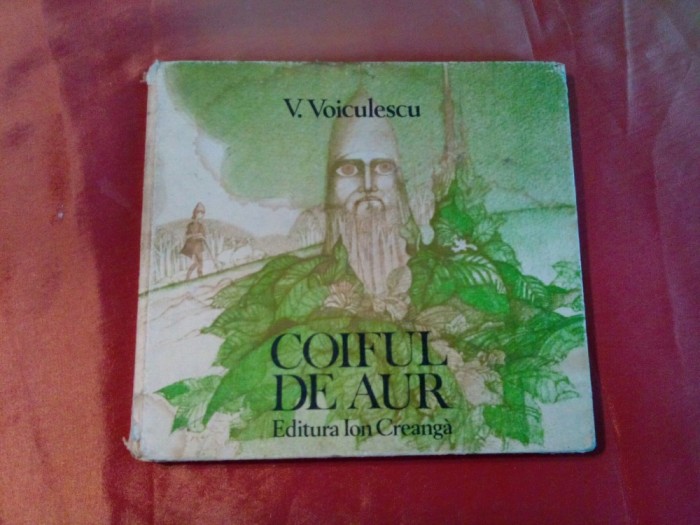 V. Voiculescu
COIFUL
DE AUR
Editura Ion Creangă